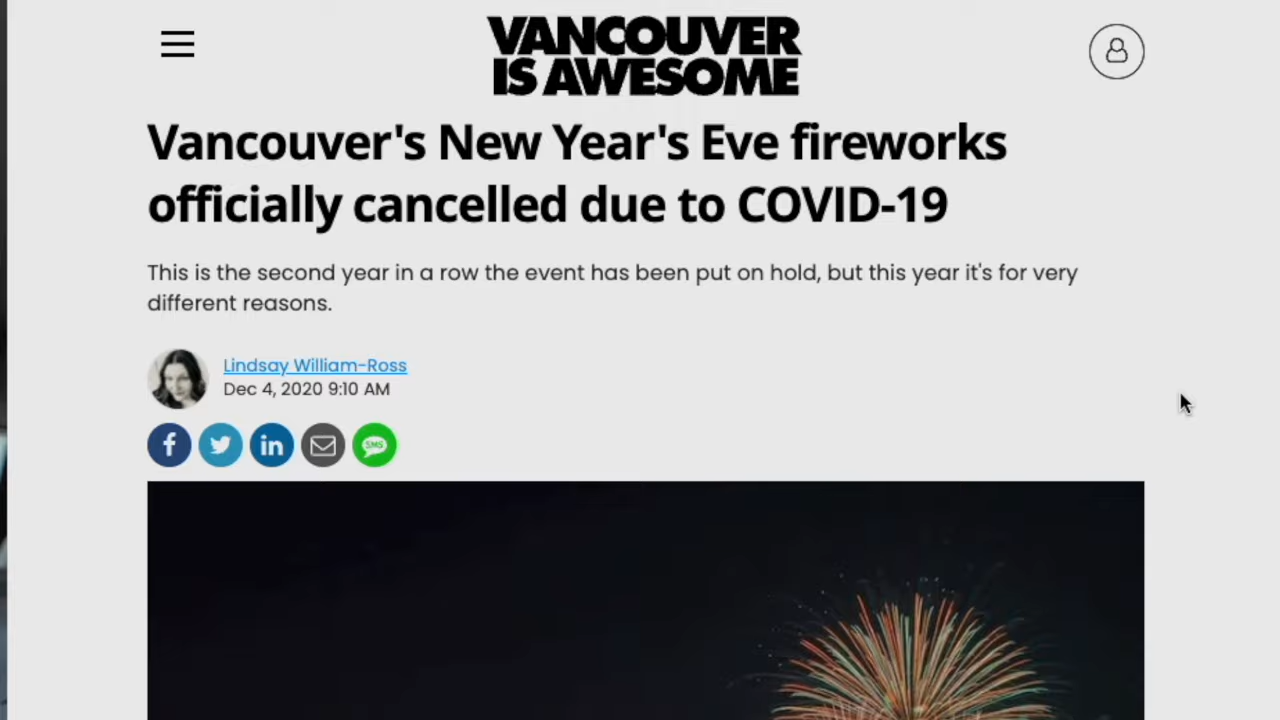 VANCOUVER
IS AWESOME
Vancouver's New Year's Eve fireworks
officially cancelled due to COVID-19
This is the second year in a row the event has been put on hold, but this year it's for very
different reasons.
Lindsay William-Ross
Dec 4, 2020 9:10 AM
f
in
SMS